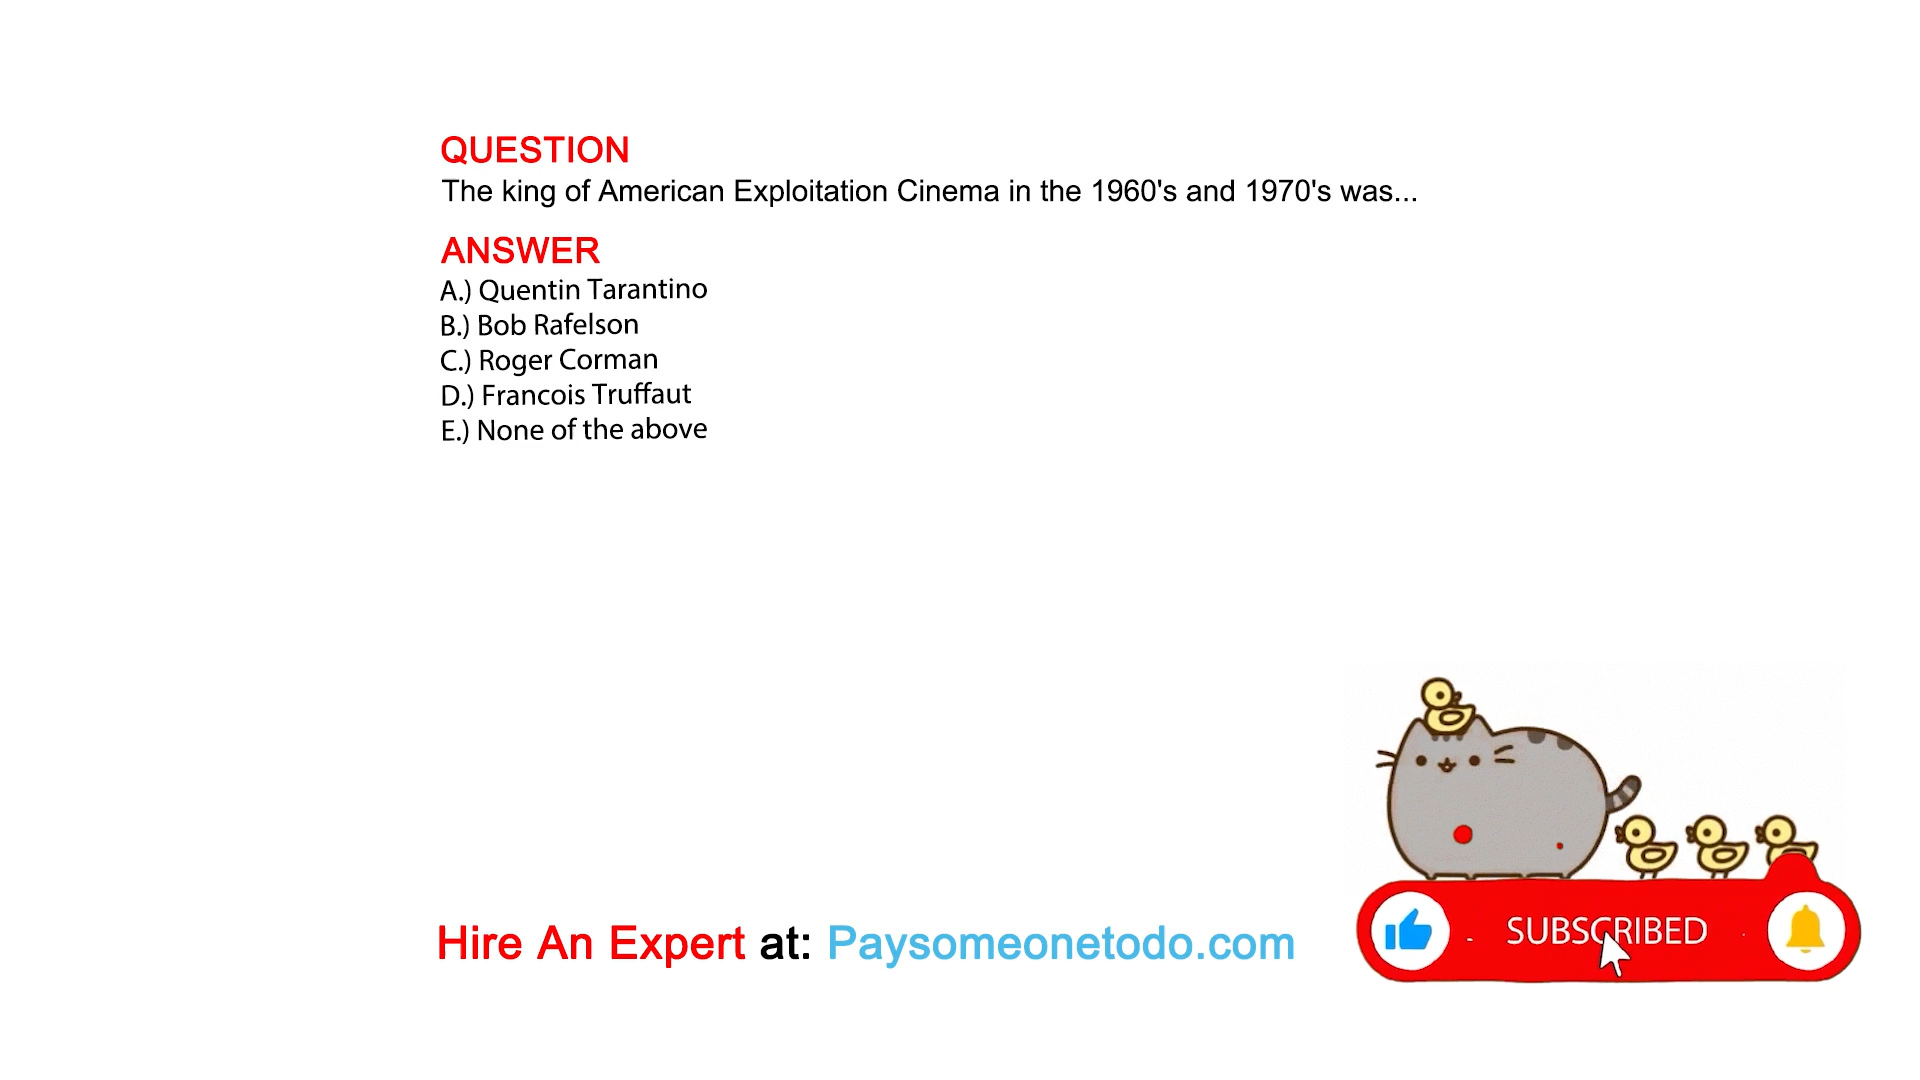 QUESTION
The king of American Exploitation Cinema in the 1960's and 1970's was...
ANSWER
A.) Quentin Tarantino
B.) Bob Rafelson
C.) Roger Corman
D.) Francois Truffaut
E.) None of the above
Hire An Expert at: Paysomeonetodo.com
SUBSCRIBED